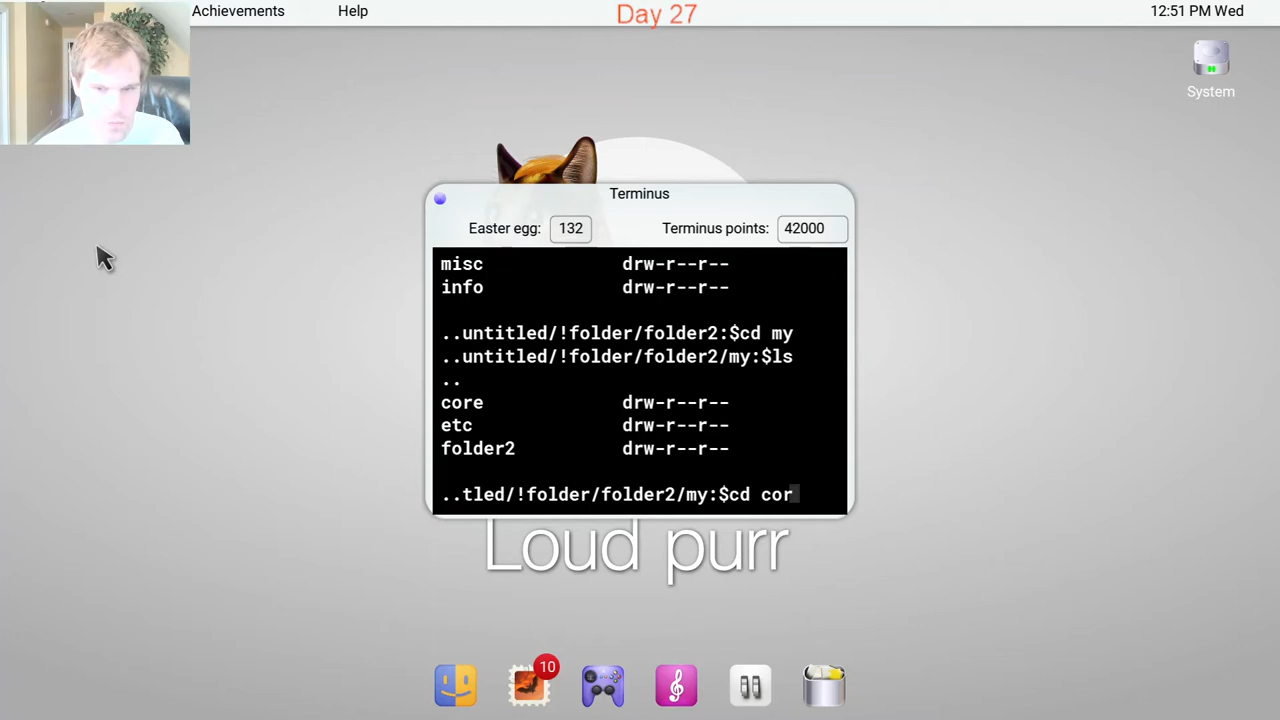 Achievements Help Day 27 12:51 PM Wed
System
Terminus
Easter egg: 132 Terminus points: 42000
misc drw-r--r--
info drw-r--r--
..untitled/!folder/folder2:$cd my
..untitled/!folder/folder2/my:$ls
..
core drw-r--r--
etc drw-r--r--
folder2 drw-r--r--
..tled/!folder/folder2/my:$cd cor
Loud purr
10